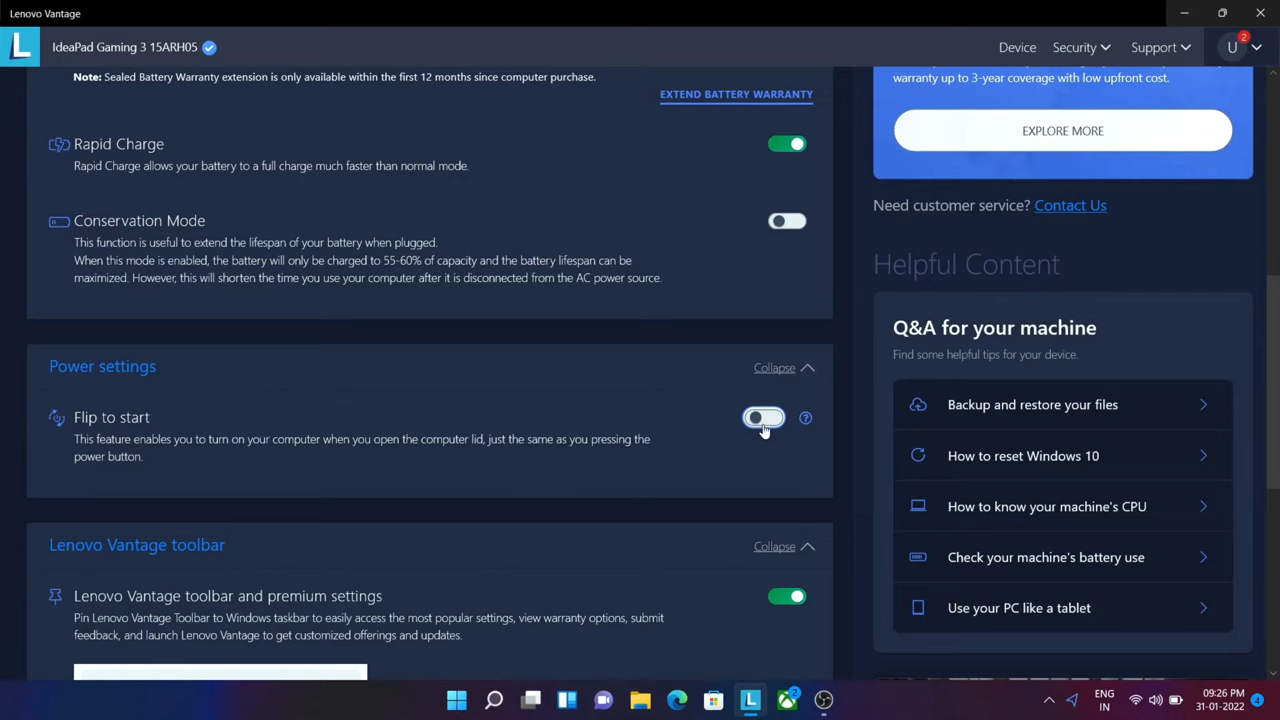 Lenovo Vantage
L
IdeaPad Gaming 3 15ARH05
Device
Security
Support
U
2
Note: Sealed Battery Warranty extension is only available within the first 12 months since computer purchase.
EXTEND BATTERY WARRANTY
Rapid Charge
Rapid Charge allows your battery to a full charge much faster than normal mode.
Conservation Mode
This function is useful to extend the lifespan of your battery when plugged.
When this mode is enabled, the battery will only be charged to 55-60% of capacity and the battery lifespan can be
maximized. However, this will shorten the time you use your computer after it is disconnected from the AC power source.
Power settings
Collapse
Flip to start
?
This feature enables you to turn on your computer when you open the computer lid, just the same as you pressing the
power button.
Lenovo Vantage toolbar
Collapse
Lenovo Vantage toolbar and premium settings
Pin Lenovo Vantage Toolbar to Windows taskbar to easily access the most popular settings, view warranty options, submit
feedback, and launch Lenovo Vantage to get customized offerings and updates.
warranty up to 3-year coverage with low upfront cost.
EXPLORE MORE
Need customer service? Contact Us
Helpful Content
Q&A for your machine
Find some helpful tips for your device.
Backup and restore your files
How to reset Windows 10
How to know your machine's CPU
Check your machine's battery use
Use your PC like a tablet
L
2
ENG
IN
09:26 PM
31-01-2022
4